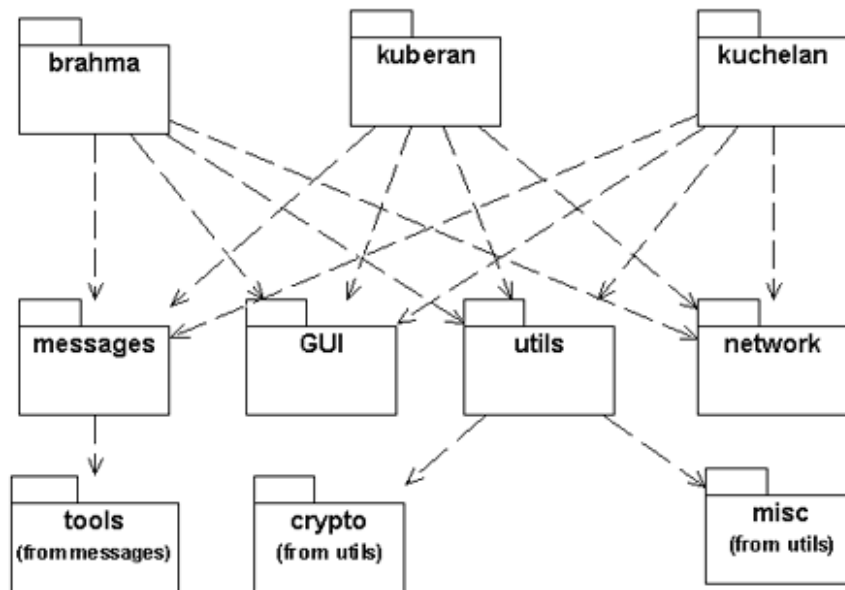 brahma
kuberan
kuchelan
messages
GUI
utils
network
tools
(from messages)
crypto
(from utils)
misc
(from utils)